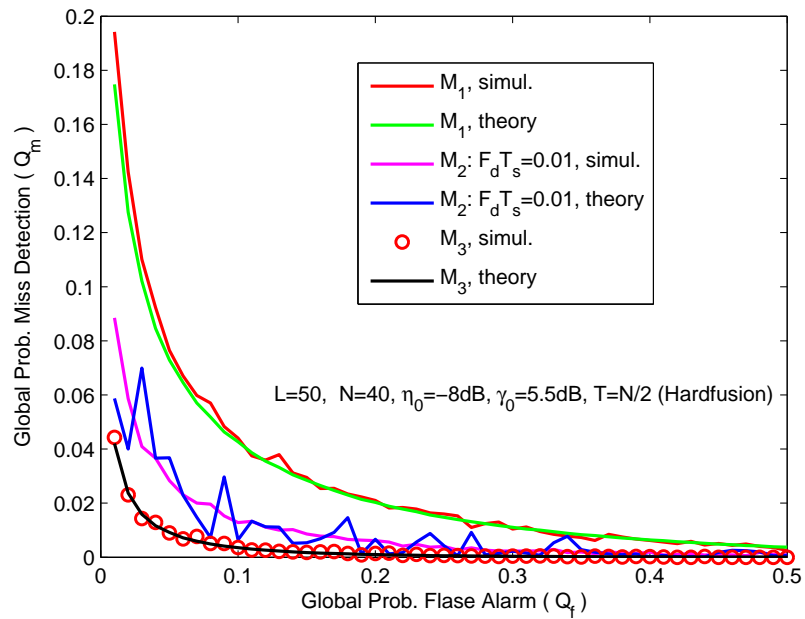 0.2
0.18
0.16
0.14
0.12
0.1
0.08
0.06
0.04
0.02
0
Global Prob. Miss Detection ( Q_m )
M_1, simul.
M_1, theory
M_2: F_dT_s=0.01, simul.
M_2: F_dT_s=0.01, theory
M_3, simul.
M_3, theory
L=50, N=40, η_0=−8dB, γ_0=5.5dB, T=N/2 (Hardfusion)
0 0.1 0.2 0.3 0.4 0.5
Global Prob. Flase Alarm ( Q_f )